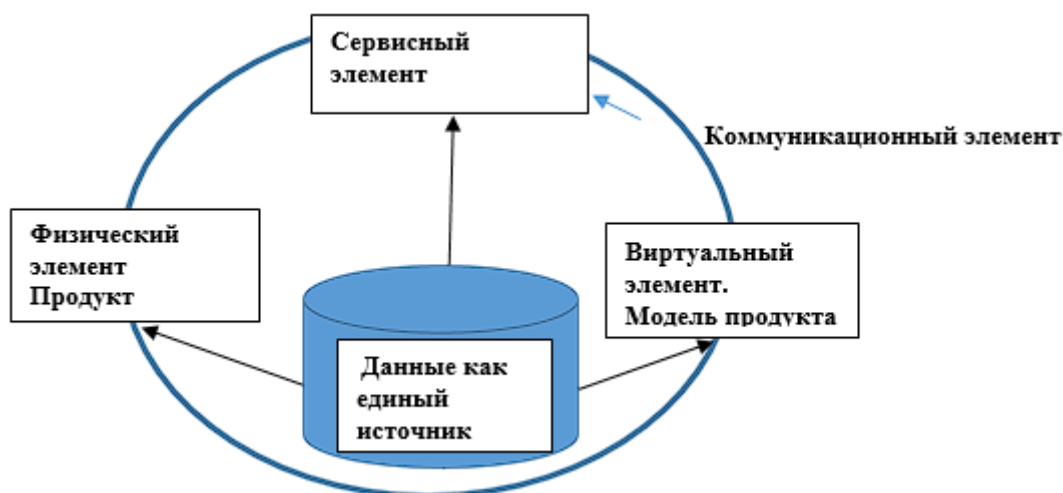 Сервисный
элемент
Коммуникационный элемент
Физический
элемент
Продукт
Виртуальный
элемент.
Модель продукта
Данные как
единый
источник